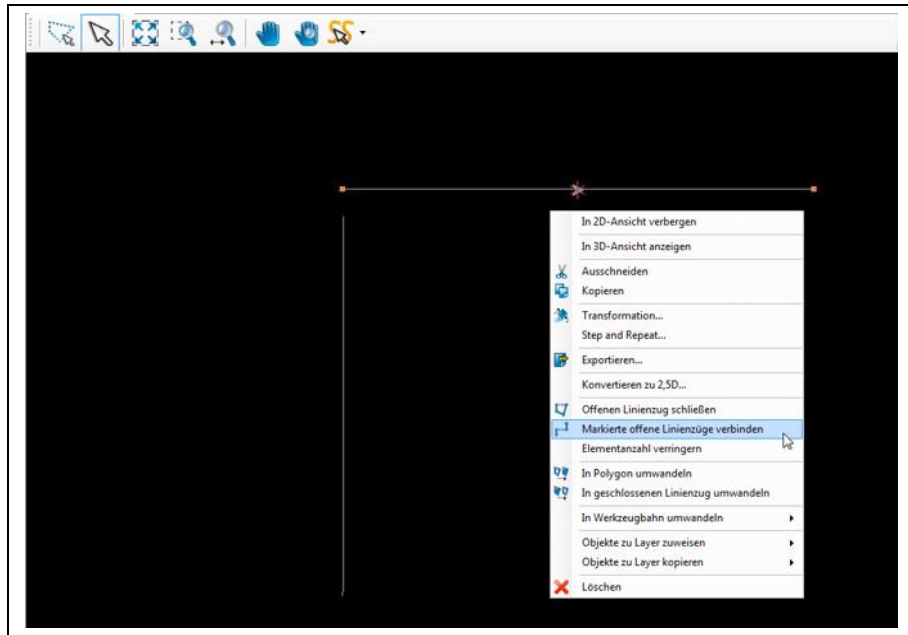 In 2D-Ansicht verbergen
In 3D-Ansicht anzeigen
Ausschneiden
Kopieren
Transformation...
Step and Repeat...
Exportieren...
Konvertieren zu 2,5D...
Offenen Linienzug schließen
Markierte offene Linienzüge verbinden
Elementanzahl verringern
In Polygon umwandeln
In geschlossenen Linienzug umwandeln
In Werkzeugbahn umwandeln
Objekte zu Layer zuweisen
Objekte zu Layer kopieren
Löschen